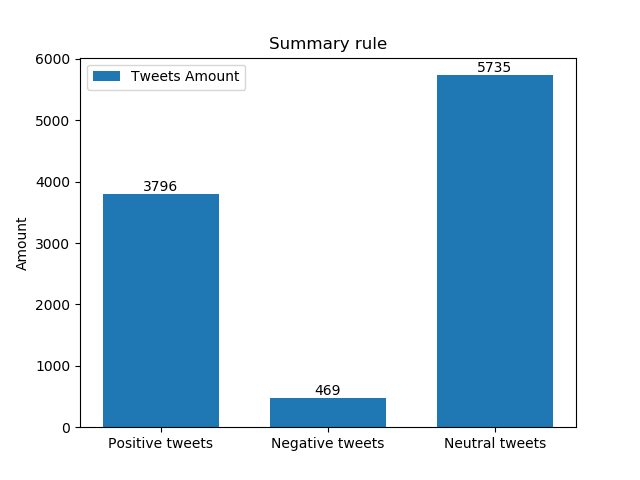 Summary rule
Tweets Amount
6000
5000
4000
3000
2000
1000
0
Amount
3796
469
5735
Positive tweets
Negative tweets
Neutral tweets